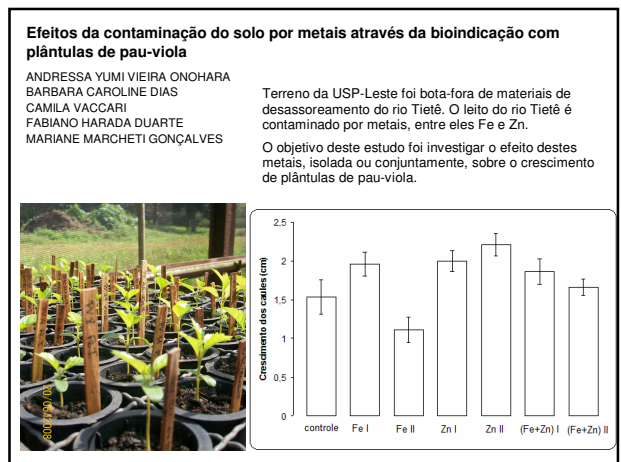 Efeitos da contaminação do solo por metais através da bioindicação com
plântulas de pau-viola
ANDRESSA YUMI VIEIRA ONOHARA
BARBARA CAROLINE DIAS
CAMILA VACCARI
FABIANO HARADA DUARTE
MARIANE MARCHETI GONÇALVES
Terreno da USP-Leste foi bota-fora de materiais de
desassoreamento do rio Tietê. O leito do rio Tietê é
contaminado por metais, entre eles Fe e Zn.
O objetivo deste estudo foi investigar o efeito destes
metais, isolada ou conjuntamente, sobre o crescimento
de plântulas de pau-viola.
20/06/2008
Crescimento dos caules (cm)
2,5
2
1,5
1
0,5
0
controle Fe I Fe II Zn I Zn II (Fe+Zn) I (Fe+Zn) II